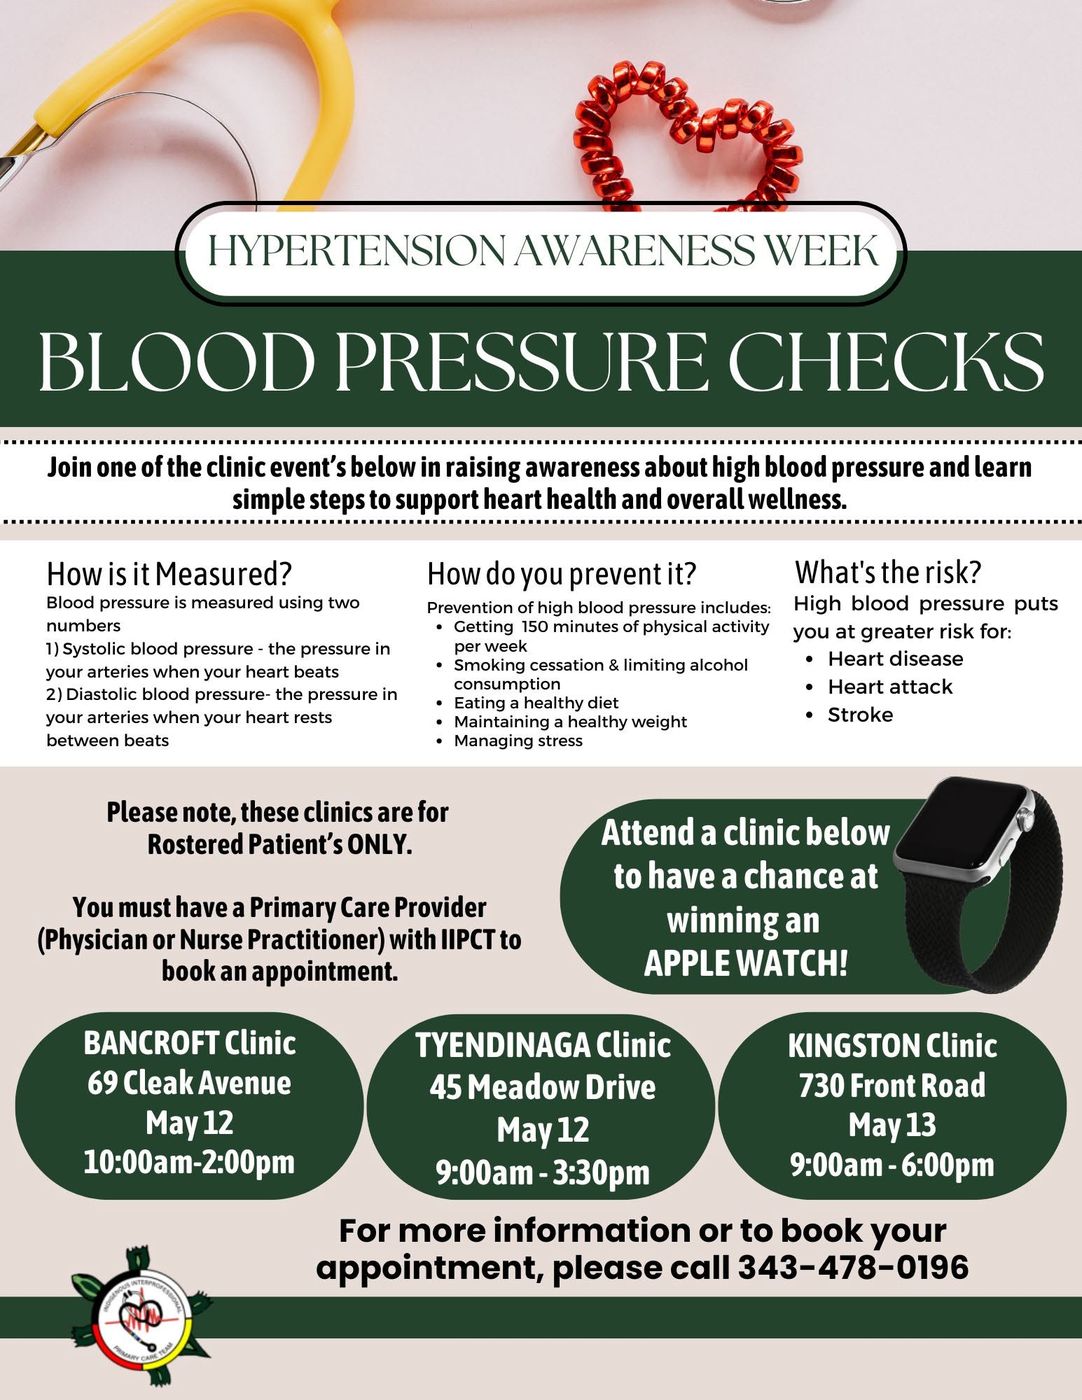 HYPERTENSION AWARENESS WEEK
BLOOD PRESSURE CHECKS
Join one of the clinic event's below in raising awareness about high blood pressure and learn
simple steps to support heart health and overall wellness.
How is it Measured?
Blood pressure is measured using two
numbers
1) Systolic blood pressure - the pressure in
your arteries when your heart beats
2) Diastolic blood pressure- the pressure in
your arteries when your heart rests
between beats
How do you prevent it?
Prevention of high blood pressure includes:
• Getting 150 minutes of physical activity
per week
• Smoking cessation & limiting alcohol
consumption
• Eating a healthy diet
• Maintaining a healthy weight
• Managing stress
What's the risk?
High blood pressure puts
you at greater risk for:
• Heart disease
• Heart attack
• Stroke
Please note, these clinics are for
Rostered Patient's ONLY.
You must have a Primary Care Provider
(Physician or Nurse Practitioner) with IIPCT to
book an appointment.
Attend a clinic below
to have a chance at
winning an
APPLE WATCH!
BANCROFT Clinic
69 Cleak Avenue
May 12
10:00am-2:00pm
TYENDINAGA Clinic
45 Meadow Drive
May 12
9:00am - 3:30pm
KINGSTON Clinic
730 Front Road
May 13
9:00am - 6:00pm
For more information or to book your
appointment, please call 343-478-0196
INDIGENOUS INTERPROFESSIONAL
PRIMARY CARE TEAM